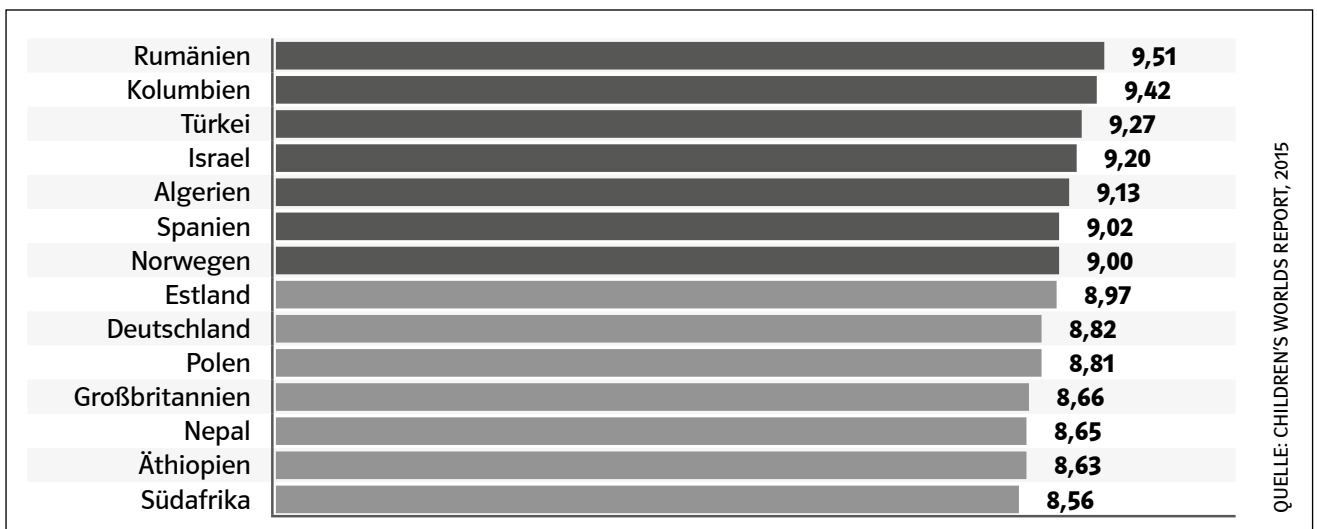 Rumänien 9,51
Kolumbien 9,42
Türkei 9,27
Israel 9,20
Algerien 9,13
Spanien 9,02
Norwegen 9,00
Estland 8,97
Deutschland 8,82
Polen 8,81
Großbritannien 8,66
Nepal 8,65
Äthiopien 8,63
Südafrika 8,56
QUELLE: CHILDREN'S WORLDS REPORT, 2015